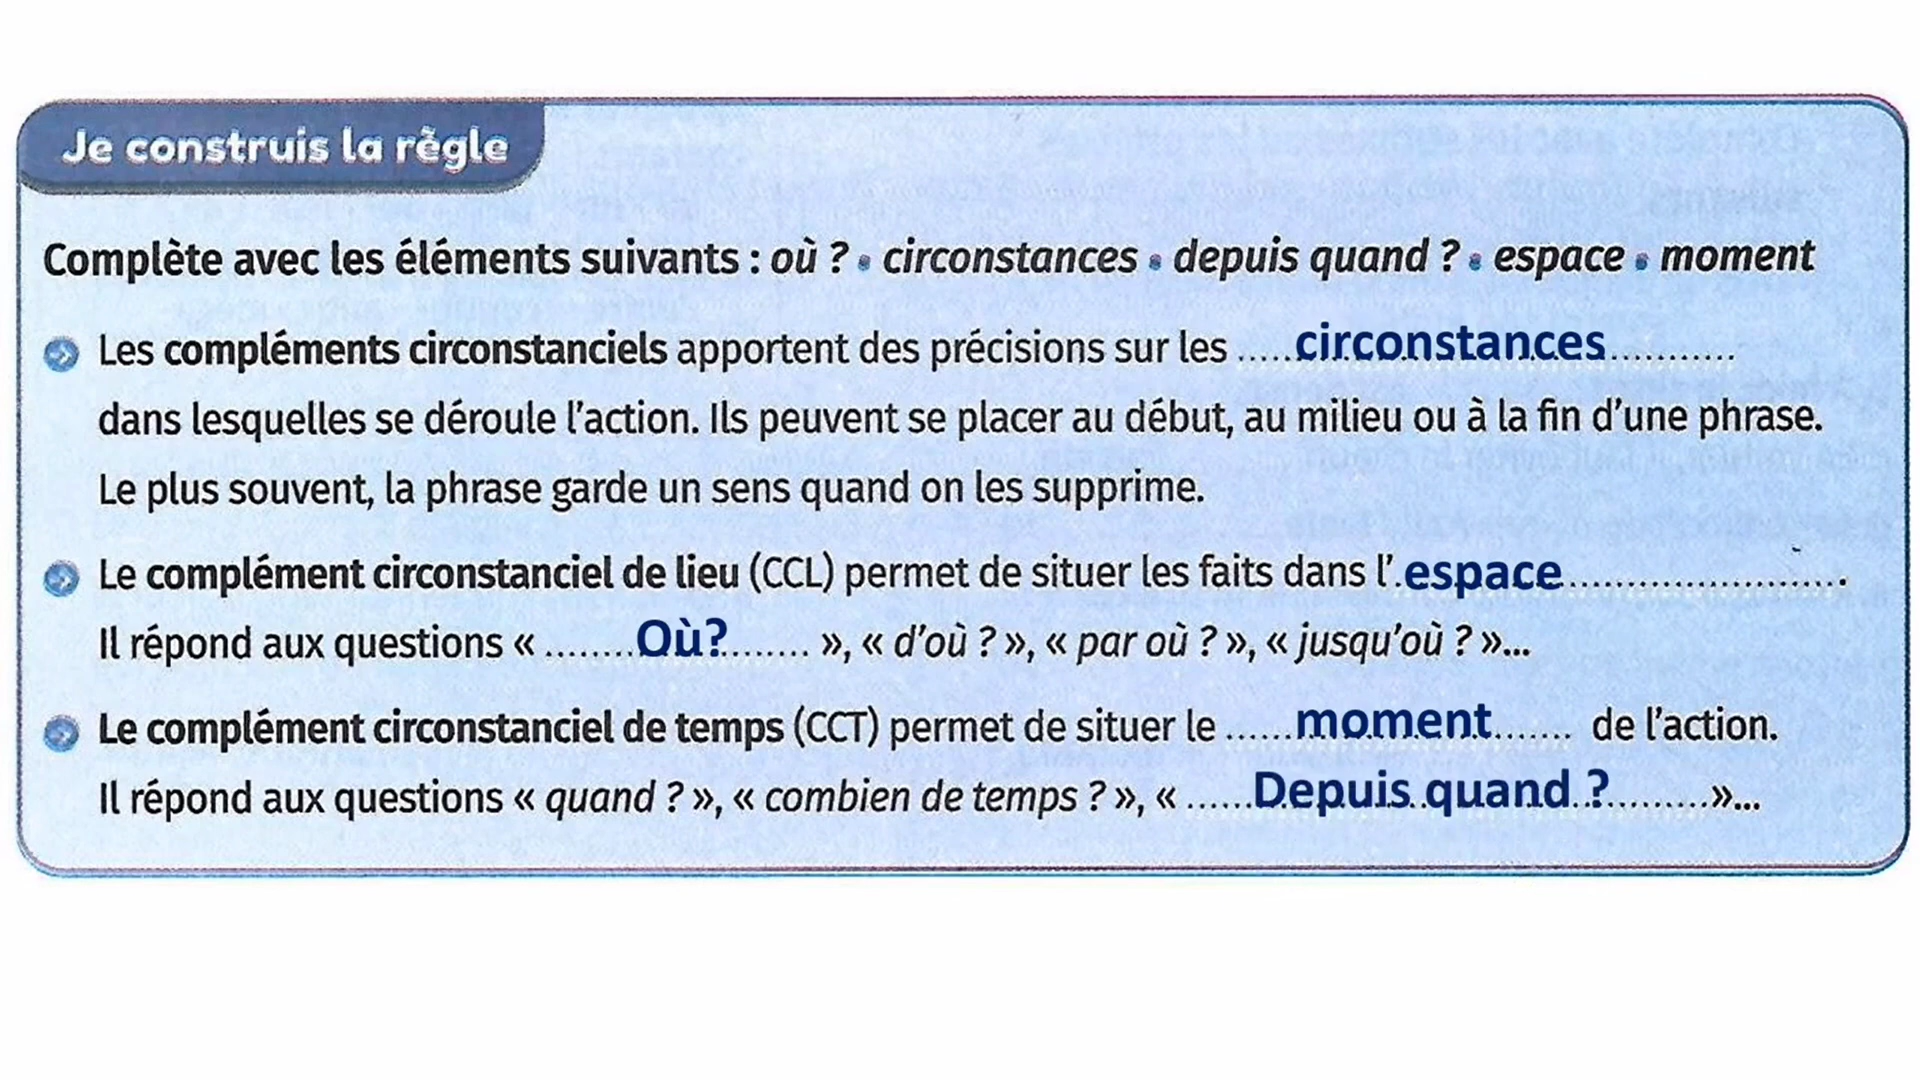 Je construis la règle
Complète avec les éléments suivants : où ? • circonstances • depuis quand ? • espace • moment
Les compléments circonstanciels apportent des précisions sur les .....circonstances...........
dans lesquelles se déroule l'action. Ils peuvent se placer au début, au milieu ou à la fin d'une phrase.
Le plus souvent, la phrase garde un sens quand on les supprime.
Le complément circonstanciel de lieu (CCL) permet de situer les faits dans l'.espace.........................
Il répond aux questions « ........Où?........ », « d'où ? », « par où ? », « jusqu'où ? »...
Le complément circonstanciel de temps (CCT) permet de situer le ......moment....... de l'action.
Il répond aux questions « quand ? », « combien de temps ? », « ......Depuis quand ?.........»...